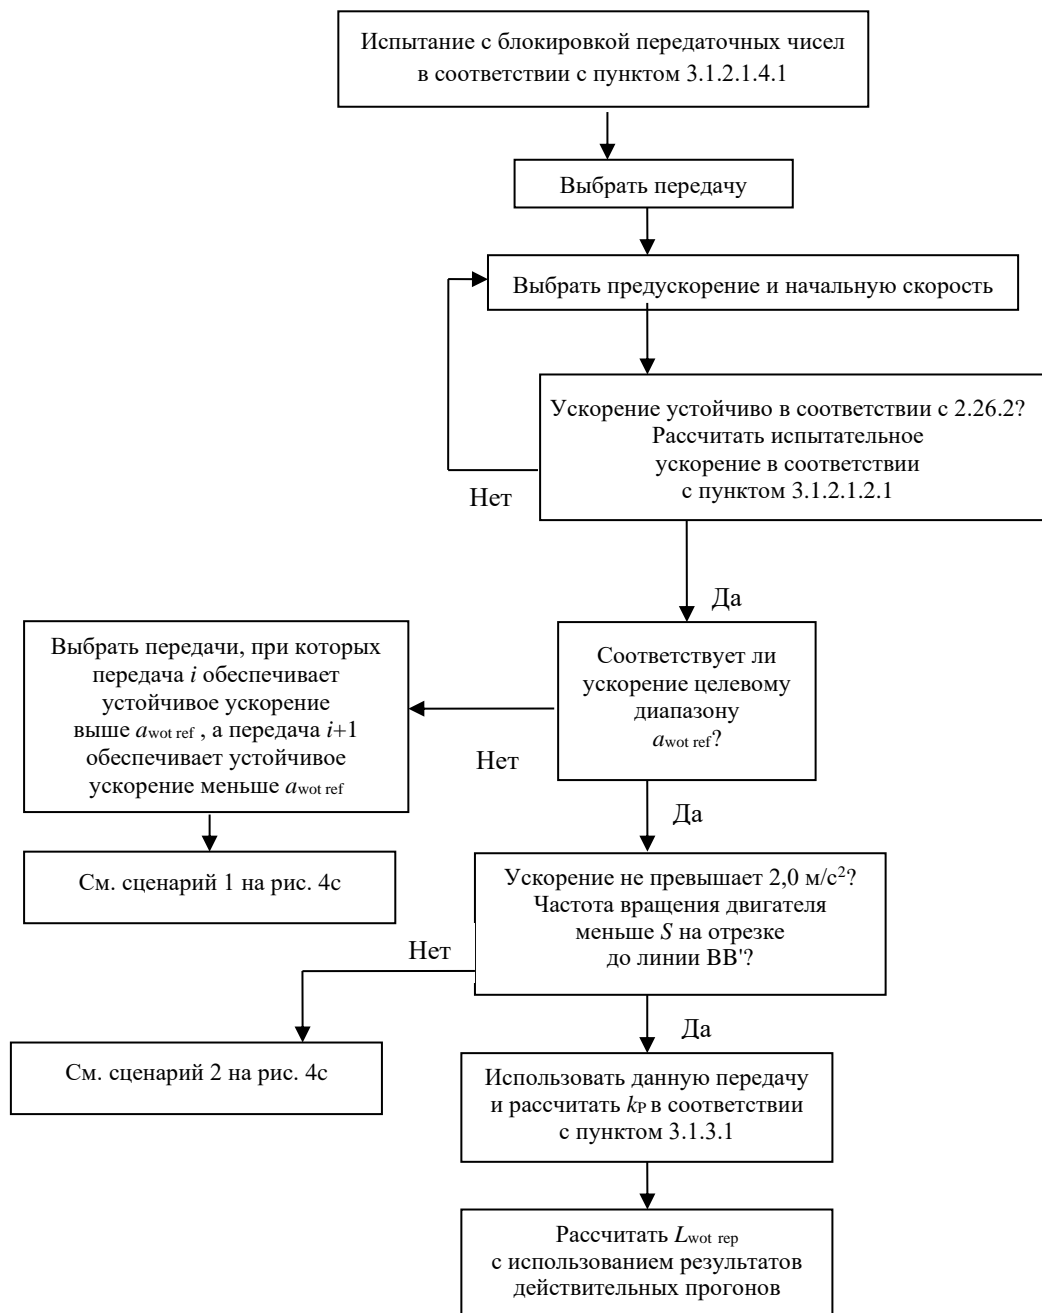 Испытание с блокировкой передаточных чисел
в соответствии с пунктом 3.1.2.1.4.1
Выбрать передачу
Выбрать предускорение и начальную скорость
Ускорение устойчиво в соответствии с 2.26.2?
Рассчитать испытательное
ускорение в соответствии
с пунктом 3.1.2.1.2.1
Нет
Да
Выбрать передачи, при которых
передача i обеспечивает
устойчивое ускорение
выше awot ref , а передача i+1
обеспечивает устойчивое
ускорение меньше awot ref
Соответствует ли
ускорение целевому
диапазону
awot ref?
Нет
Да
См. сценарий 1 на рис. 4с
Ускорение не превышает 2,0 м/с2?
Частота вращения двигателя
меньше S на отрезке
до линии BB'?
Нет
Да
См. сценарий 2 на рис. 4с
Использовать данную передачу
и рассчитать kP в соответствии
с пунктом 3.1.3.1
Рассчитать Lwot rep
с использованием результатов
действительных прогонов